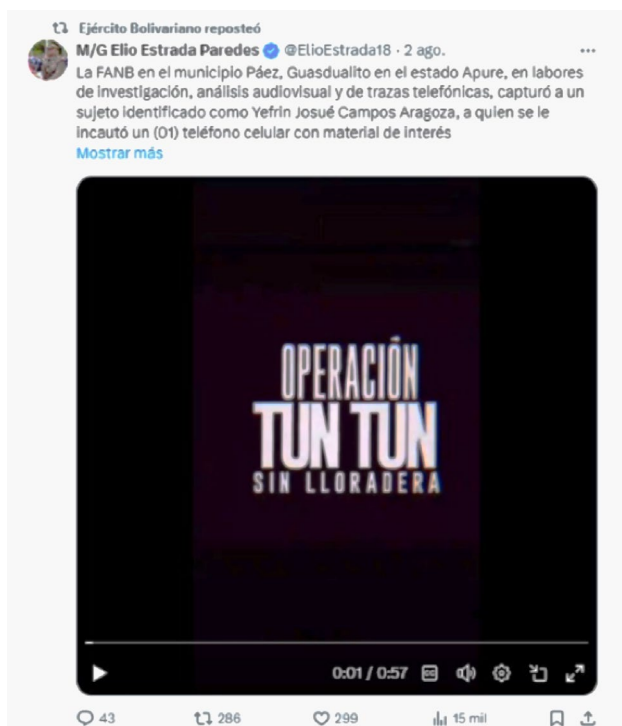 Ejército Bolivariano reposteó
M/G Elio Estrada Paredes @ElioEstrada18 · 2 ago.
La FANB en el municipio Páez, Guasdualito en el estado Apure, en labores
de investigación, análisis audiovisual y de trazas telefónicas, capturó a un
sujeto identificado como Yefrin Josué Campos Aragoza, a quien se le
incautó un (01) teléfono celular con material de interés
Mostrar más
OPERACIÓN
TUN TUN
SIN LLORADERA
0:01 / 0:57
43 286 299 15 mil